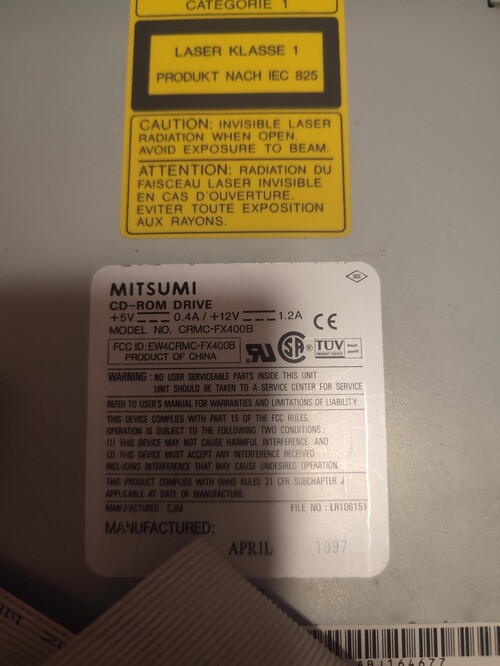 CATEGORIE 1
LASER KLASSE 1
PRODUKT NACH IEC 825
CAUTION: INVISIBLE LASER
RADIATION WHEN OPEN.
AVOID EXPOSURE TO BEAM.
ATTENTION: RADIATION DU
FAISCEAU LASER INVISIBLE
EN CAS D'OUVERTURE.
EVITER TOUTE EXPOSITION
AUX RAYONS.
MITSUMI
CD-ROM DRIVE
+5V 0.4A / +12V 1.2A
MODEL NO. CRMC-FX400B
FCC ID:EW4CRMC-FX400B
PRODUCT OF CHINA
CE
SA
TÜV
PRODUCT SERVICE
WARNING : NO USER SERVICEABLE PARTS INSIDE THIS UNIT
UNIT SHOULD BE TAKEN TO A SERVICE CENTER FOR SERVICE
REFER TO USER'S MANUAL FOR WARRANTIES AND LIMITATIONS OF LIABILITY.
THIS DEVICE COMPLIES WITH PART 15 OF THE FCC RULES.
OPERATION IS SUBJECT TO THE FOLLOWING TWO CONDITIONS :
(1) THIS DEVICE MAY NOT CAUSE HARMFUL INTERFERENCE. AND
(2) THIS DEVICE MUST ACCEPT ANY INTERFERENCE RECEIVED
INCLUDING INTERFERENCE THAT MAY CAUSE UNDESIRED OPERATION.
THIS PRODUCT COMPLIES WITH DHHS RULES 21 CFR SUBCHAPTER J
APPLICABLE AT DATE OF MANUFACTURE
MANUFACTURED : CJM FILE NO : LR106151
MANUFACTURED:
APRIL 1997
ABJ164677